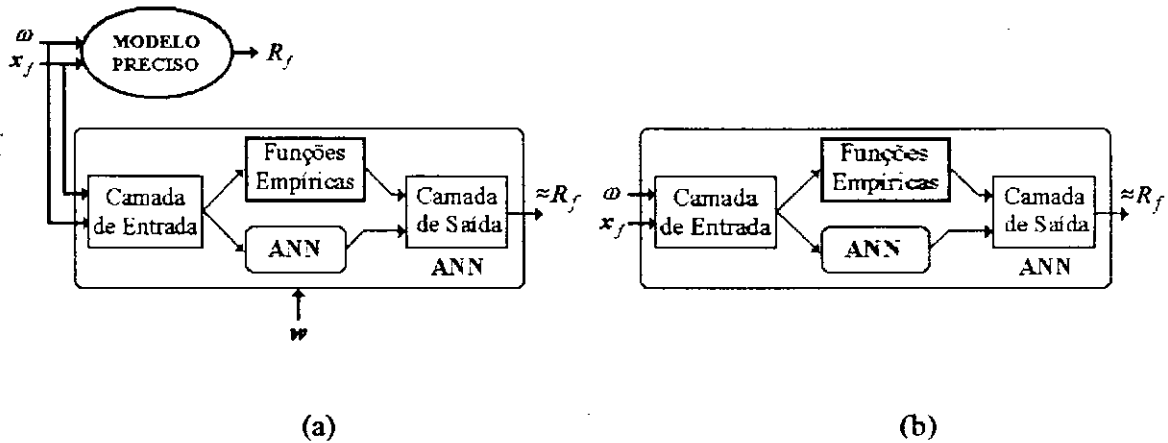 ω
x_f
MODELO
PRECISO
R_f
Camada
de Entrada
Funções
Empíricas
ANN
Camada
de Saída
ANN
≈R_f
w
(a)
ω
x_f
Camada
de Entrada
Funções
Empíricas
ANN
Camada
de Saída
ANN
≈R_f
(b)